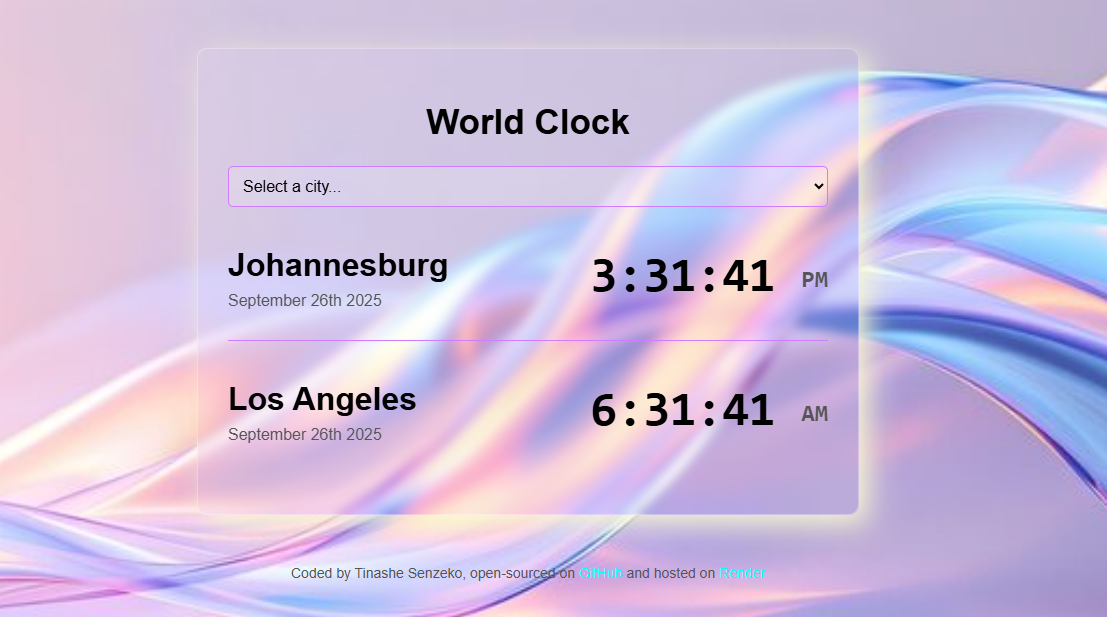 World Clock
Select a city...
Johannesburg
3:31:41 PM
September 26th 2025
Los Angeles
6:31:41 AM
September 26th 2025
Coded by Tinashe Senzeko, open-sourced on GitHub and hosted on Render